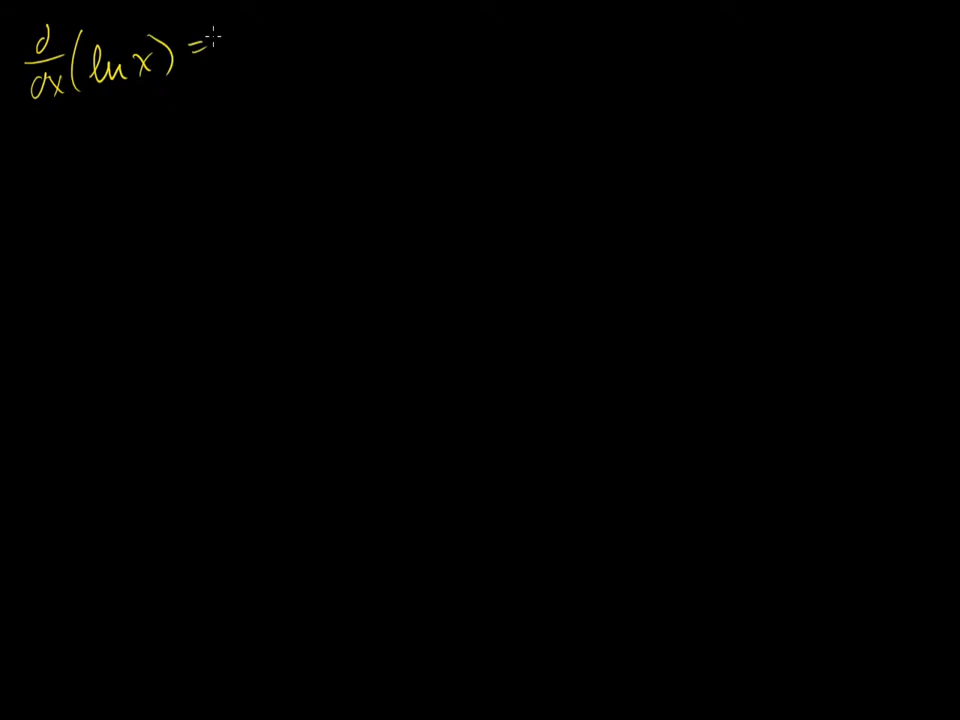 d/dx (ln x) =